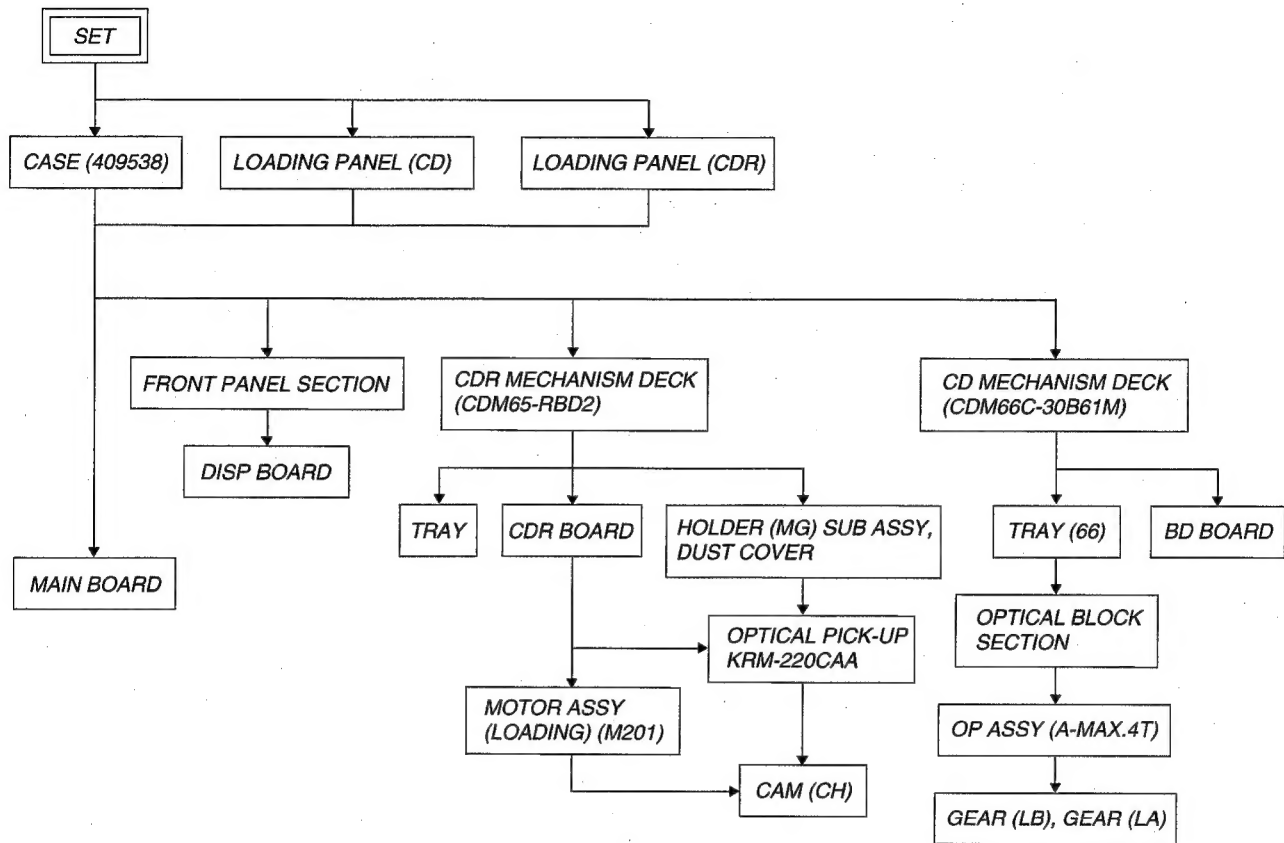 SET
CASE (409538)
LOADING PANEL (CD)
LOADING PANEL (CDR)
FRONT PANEL SECTION
CDR MECHANISM DECK
(CDM65-RBD2)
CD MECHANISM DECK
(CDM66C-30B61M)
DISP BOARD
TRAY
CDR BOARD
HOLDER (MG) SUB ASSY,
DUST COVER
TRAY (66)
BD BOARD
MAIN BOARD
OPTICAL PICK-UP
KRM-220CAA
OPTICAL BLOCK
SECTION
MOTOR ASSY
(LOADING) (M201)
OP ASSY (A-MAX.4T)
CAM (CH)
GEAR (LB), GEAR (LA)